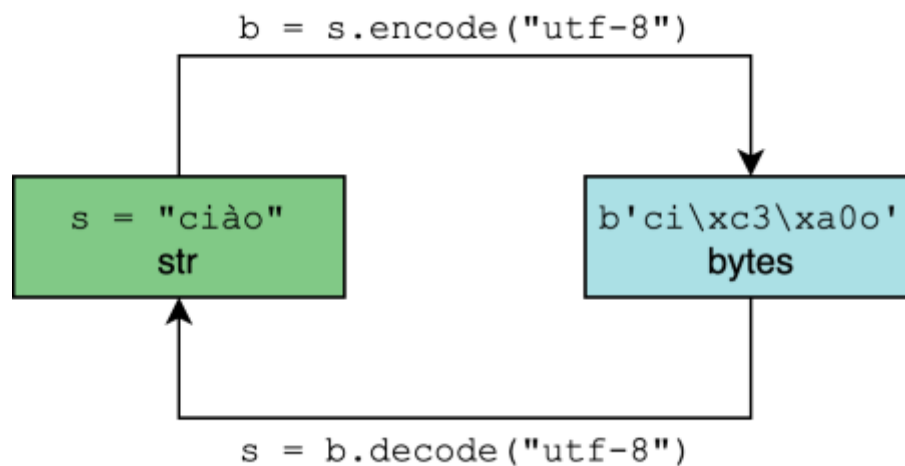 b = s.encode("utf-8")
s = "ciào"
str
b'ci\xc3\xa0o'
bytes
s = b.decode("utf-8")